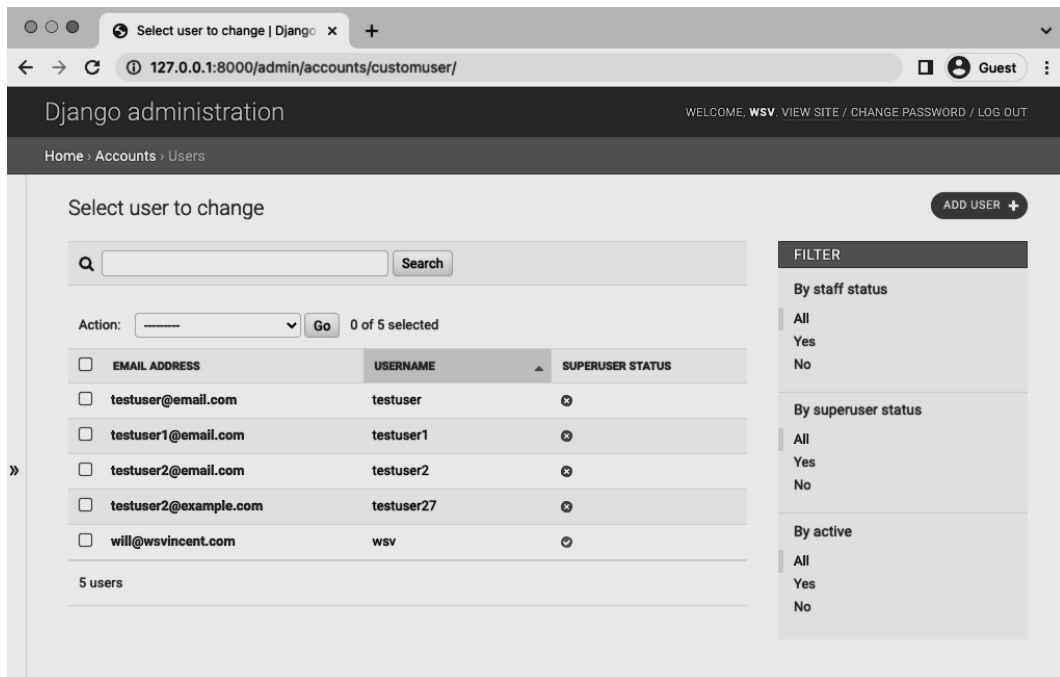 Select user to change | Django
127.0.0.1:8000/admin/accounts/customuser/
Guest
Django administration
WELCOME, WSV. VIEW SITE / CHANGE PASSWORD / LOG OUT
Home › Accounts › Users
Select user to change
ADD USER +
Search
Action: --------- Go 0 of 5 selected
EMAIL ADDRESS USERNAME SUPERUSER STATUS
testuser@email.com testuser
testuser1@email.com testuser1
testuser2@email.com testuser2
testuser2@example.com testuser27
will@wsvincent.com wsv
5 users
»
FILTER
By staff status
All
Yes
No
By superuser status
All
Yes
No
By active
All
Yes
No